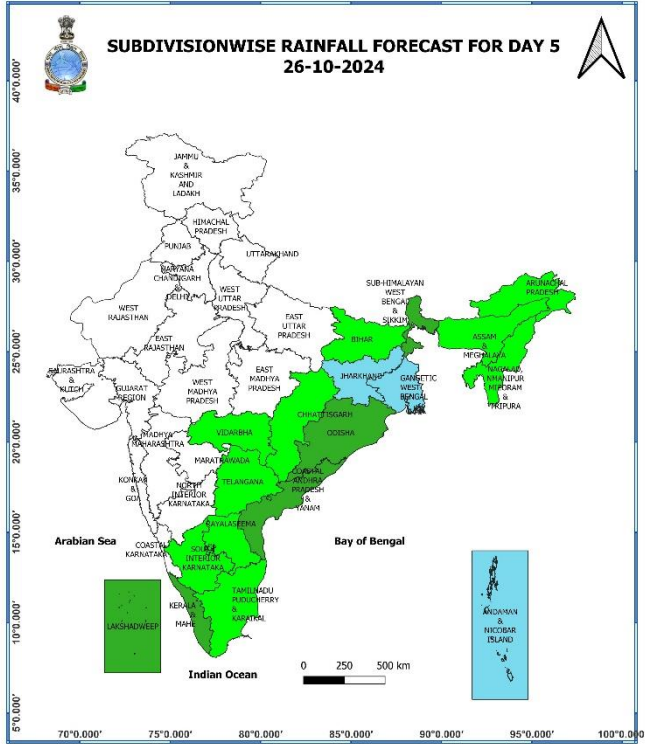 SUBDIVISIONWISE RAINFALL FORECAST FOR DAY 5
26-10-2024
40°0.000'
35°0.000'
30°0.000'
25°0.000'
20°0.000'
15°0.000'
10°0.000'
5°0.000'
JAMMU
&
KASHMIR
AND
LADAKH
HIMACHAL
PRADESH
PUNJAB
UTTARAKHAND
HARYANA
CHANDIGARH
&
DELHI
WEST
UTTAR
PRADESH
WEST
RAJASTHAN
EAST
RAJASTHAN
EAST
UTTAR
PRADESH
SUB-HIMALAYAN
WEST
BENGAL
&
SIKKIM
ARUNACHAL
PRADESH
ASSAM
&
MEGHALAYA
NAGALAD,
MANIPUR
MIZORAM
&
TRIPURA
BIHAR
JHARKHAND
GANGETIC
WEST
BENGAL
SAURASHTRA
&
KUTCH
GUJARAT
REGION
WEST
MADHYA
PRADESH
EAST
MADHYA
PRADESH
CHHATTISGARH
ODISHA
VIDARBHA
MADHYA
MAHARASHTRA
MARATHWADA
TELANGANA
COASTAL
ANDHRA
PRADESH
&
YANAM
KONKAN
&
GOA
NORTH
INTERIOR
KARNATAKA
RAYALASEEMA
COASTAL
KARNATAKA
SOUTH
INTERIOR
KARNATAKA
Arabian Sea
Bay of Bengal
LAKSHADWEEP
KERALA
&
MAHE
TAMILNADU
PUDUCHERRY
&
KARAIKAL
ANDAMAN
&
NICOBAR
ISLAND
Indian Ocean
0 250 500 km
70°0.000' 75°0.000' 80°0.000' 85°0.000' 90°0.000' 95°0.000' 100°0.000'